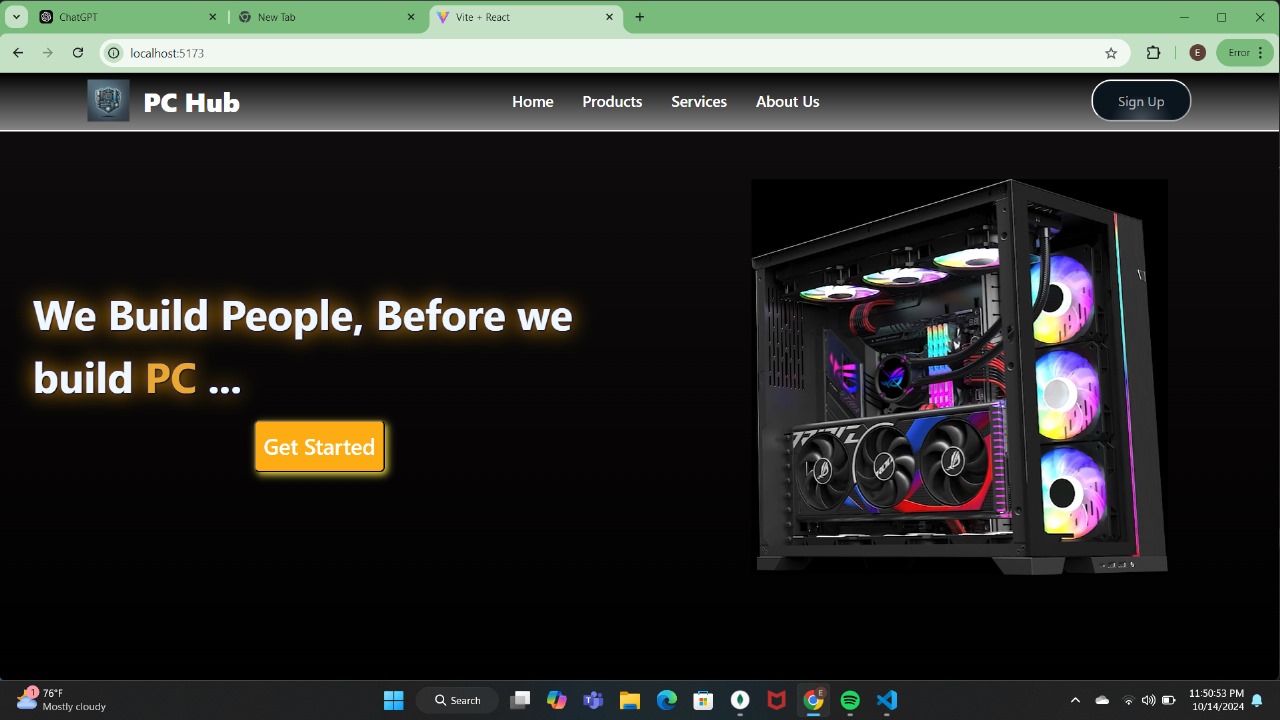 ChatGPT
New Tab
Vite + React
localhost:5173
E
Error
PC Hub
Home
Products
Services
About Us
Sign Up
We Build People, Before we
build PC ...
Get Started
1
76°F
Mostly cloudy
Search
E
11:50:53 PM
10/14/2024